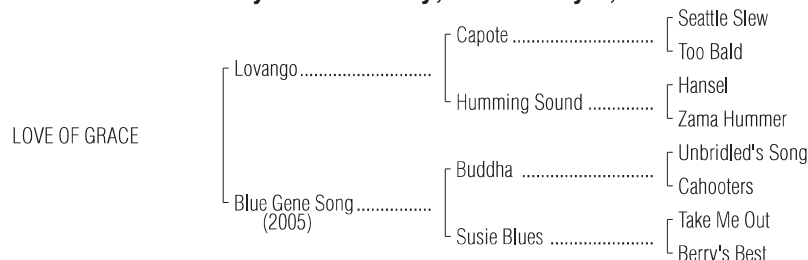 Seattle Slew
Capote
Too Bald
Lovango
Hansel
Humming Sound
Zama Hummer
LOVE OF GRACE
Unbridled's Song
Buddha
Cahooters
Blue Gene Song
(2005)
Take Me Out
Susie Blues
Berry's Best